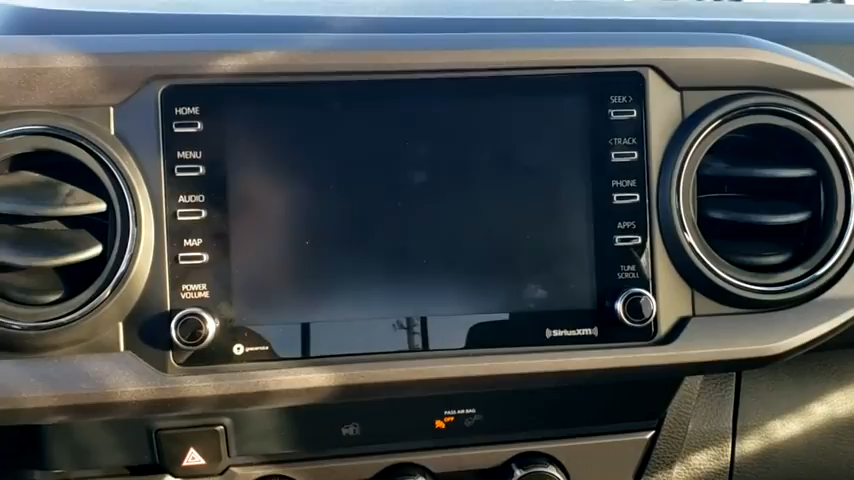 HOME
MENU
AUDIO
MAP
POWER
VOLUME
SEEK >
< TRACK
PHONE
APPS
TUNE
SCROLL
SiriusXM
PASS AIR BAG
OFF